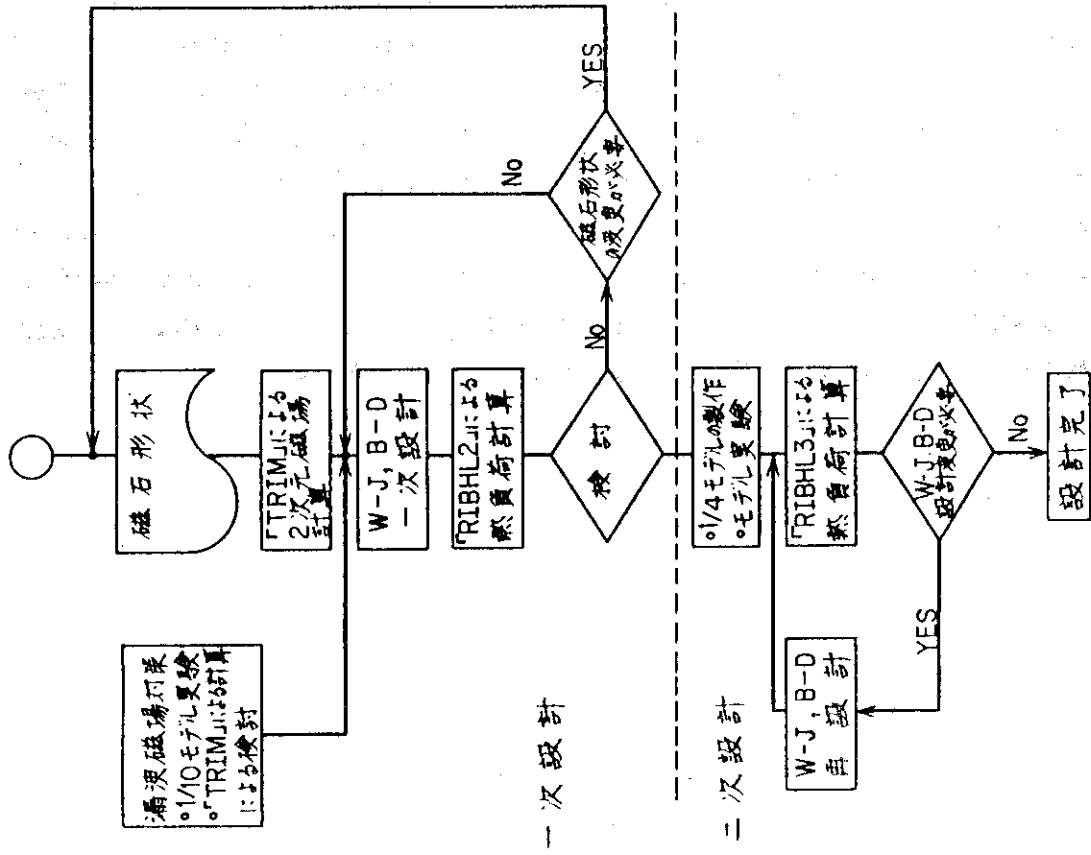 磁石形状
「TRIM」による
2次元磁場
計算
漏洩磁場対策
°1/10モデル実験
°「TRIM」による計算
による検討
W-J, B-D
一次設計
「RIBHL2」による
熱負荷計算
検討
No
磁石形状
の変更が必要
No
YES
一次設計
二次設計
°1/4モデルの製作
°モデル実験
「RIBHL3」による
熱負荷計算
W-J, B-D
設計変更が必要
YES
W-J, B-D
再設計
No
設計完了